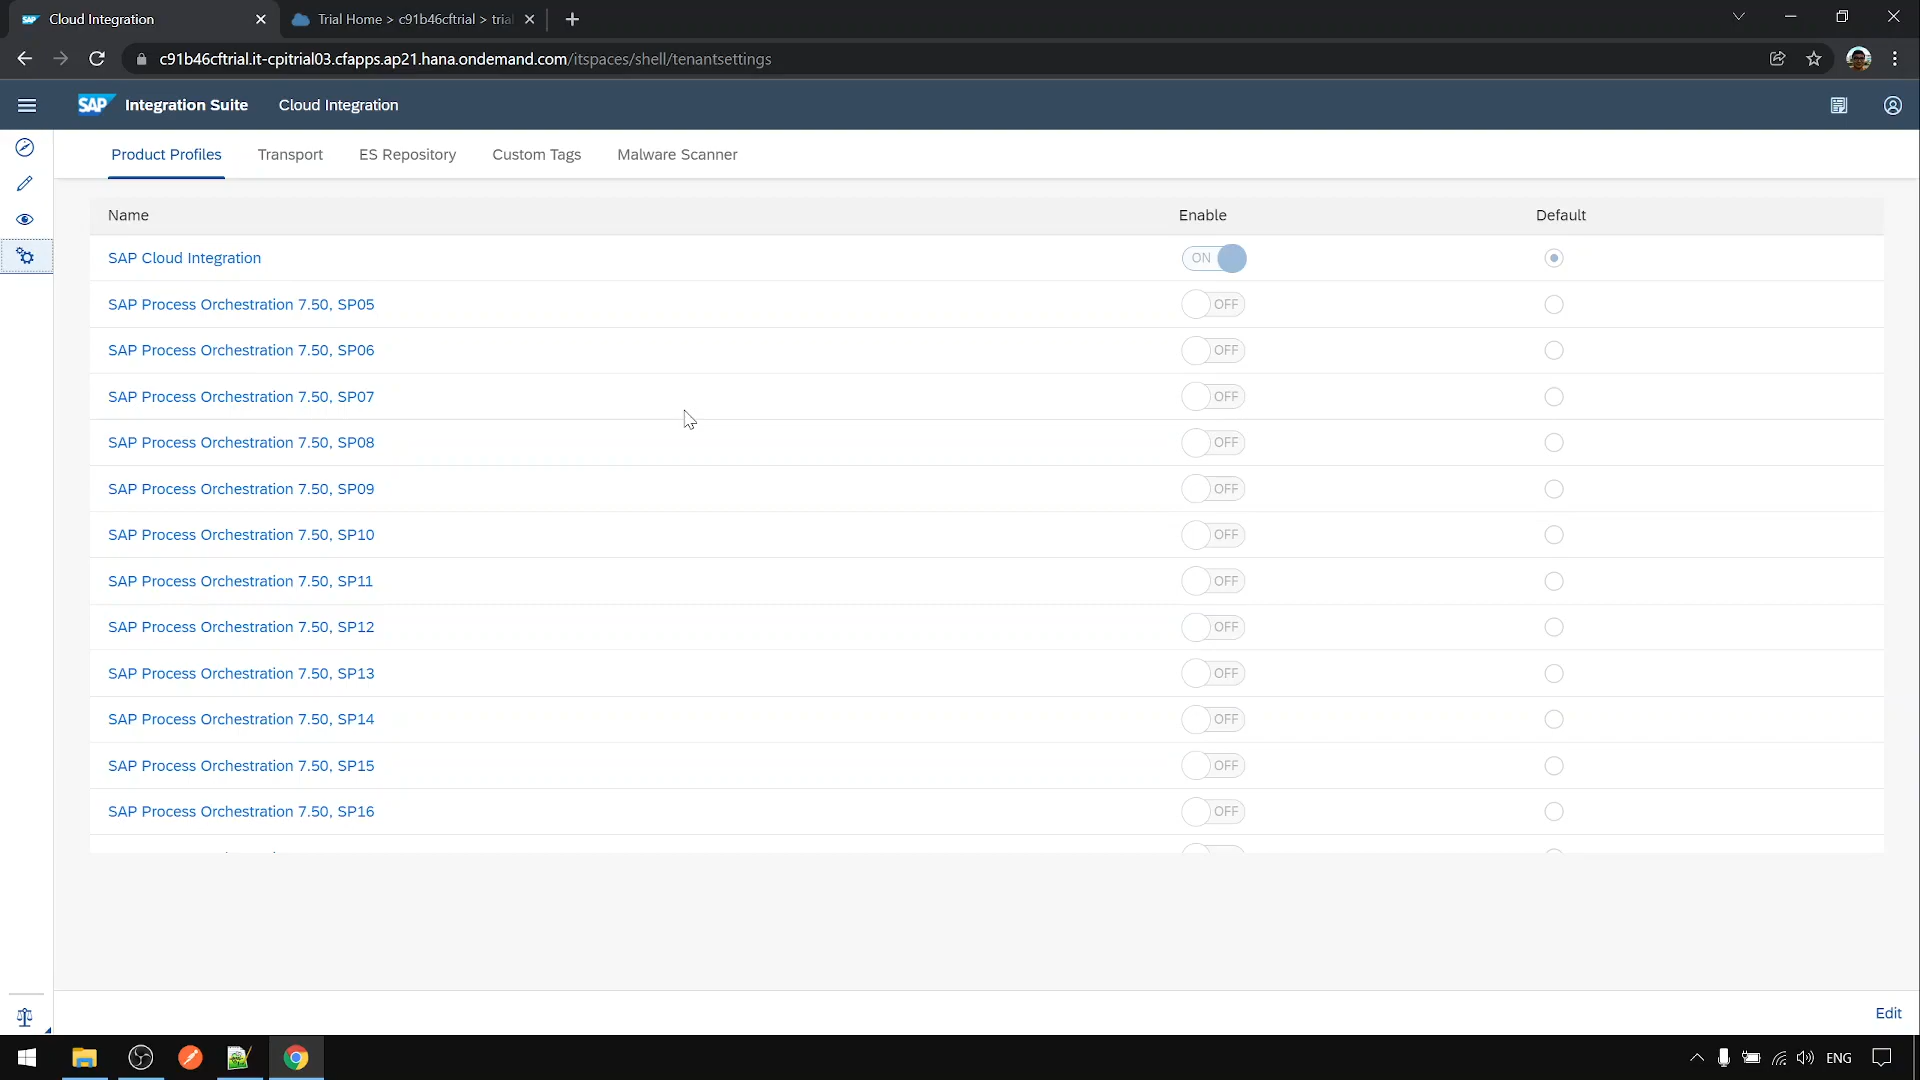 Cloud Integration
Trial Home > c91b46cftrial > trial
c91b46cftrial.it-cpitrial03.cfapps.ap21.hana.ondemand.com/itspaces/shell/tenantsettings
SAP Integration Suite Cloud Integration
Product Profiles Transport ES Repository Custom Tags Malware Scanner
Name Enable Default
SAP Cloud Integration ON
SAP Process Orchestration 7.50, SP05 OFF
SAP Process Orchestration 7.50, SP06 OFF
SAP Process Orchestration 7.50, SP07 OFF
SAP Process Orchestration 7.50, SP08 OFF
SAP Process Orchestration 7.50, SP09 OFF
SAP Process Orchestration 7.50, SP10 OFF
SAP Process Orchestration 7.50, SP11 OFF
SAP Process Orchestration 7.50, SP12 OFF
SAP Process Orchestration 7.50, SP13 OFF
SAP Process Orchestration 7.50, SP14 OFF
SAP Process Orchestration 7.50, SP15 OFF
SAP Process Orchestration 7.50, SP16 OFF
Edit
ENG